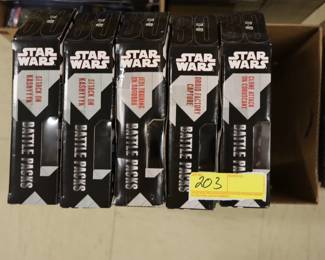 STAR WARS
ATTACK ON KASHYYYK
BATTLE PACKS
STAR WARS
ATTACK ON KASHYYYK
BATTLE PACKS
STAR WARS
JEDI TRAINING ON DAGOBAH
BATTLE PACKS
STAR WARS
DROID FACTORY CAPTURE
BATTLE PACKS
STAR WARS
CLONE ATTACK ON CORUSCANT
BATTLE PACKS
203